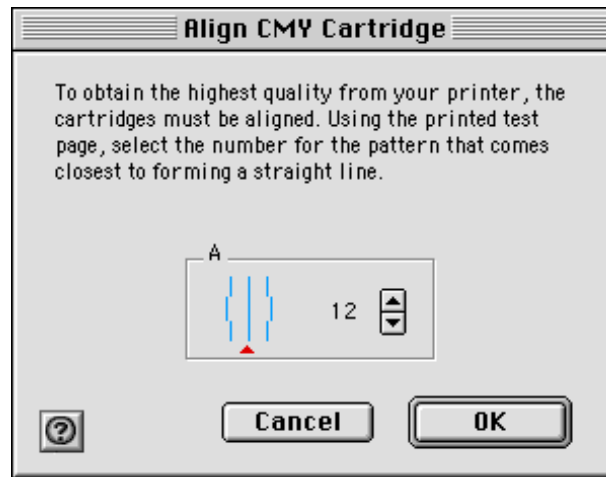 Align CMY Cartridge
To obtain the highest quality from your printer, the
cartridges must be aligned. Using the printed test
page, select the number for the pattern that comes
closest to forming a straight line.
A
12
?
Cancel
OK